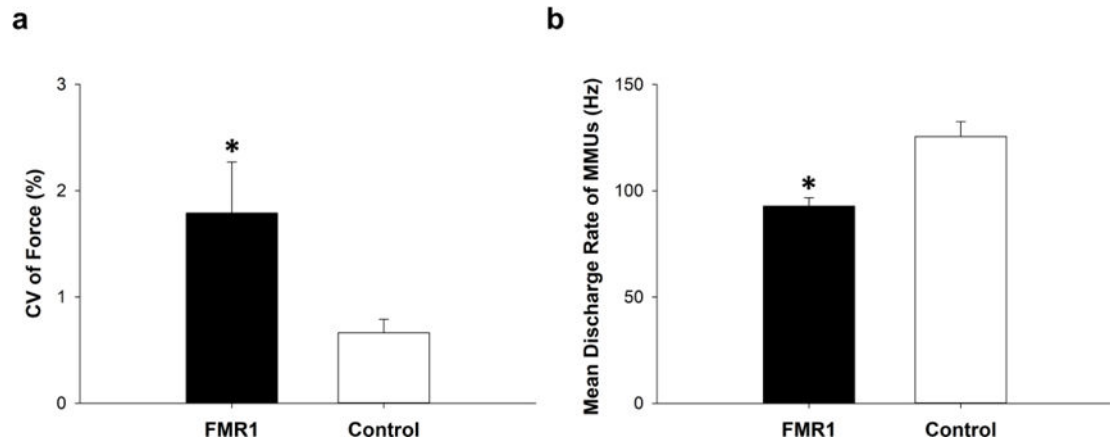 a
CV of Force (%)
3
2
1
0
*
FMR1
Control
b
Mean Discharge Rate of MMUs (Hz)
150
100
50
0
*
FMR1
Control